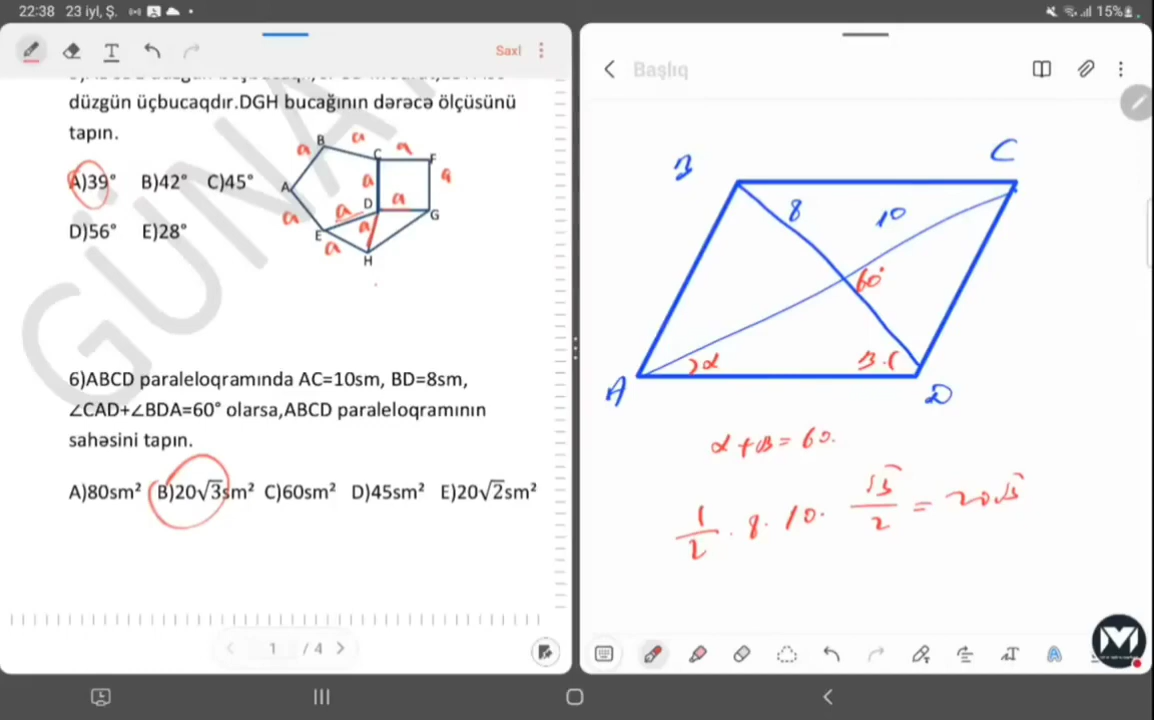 22:38 23 iyl, Ş.
15%
Saxl
düzgün üçbucaqdır.DGH bucağının dərəcə ölçüsünü
tapın.
A)39° B)42° C)45°
D)56° E)28°
A B C D E F G H
a a a a a a a a a
GÜNA
6)ABCD paraleloqramında AC=10sm, BD=8sm,
∠CAD+∠BDA=60° olarsa,ABCD paraleloqramının
sahəsini tapın.
A)80sm² B)20√3sm² C)60sm² D)45sm² E)20√2sm²
1 / 4
Başlıq
B C
8 10
60°
α B
A D
α+B=60.
1/2 . 8. 10. √3/2 = 20√3
T
A
M